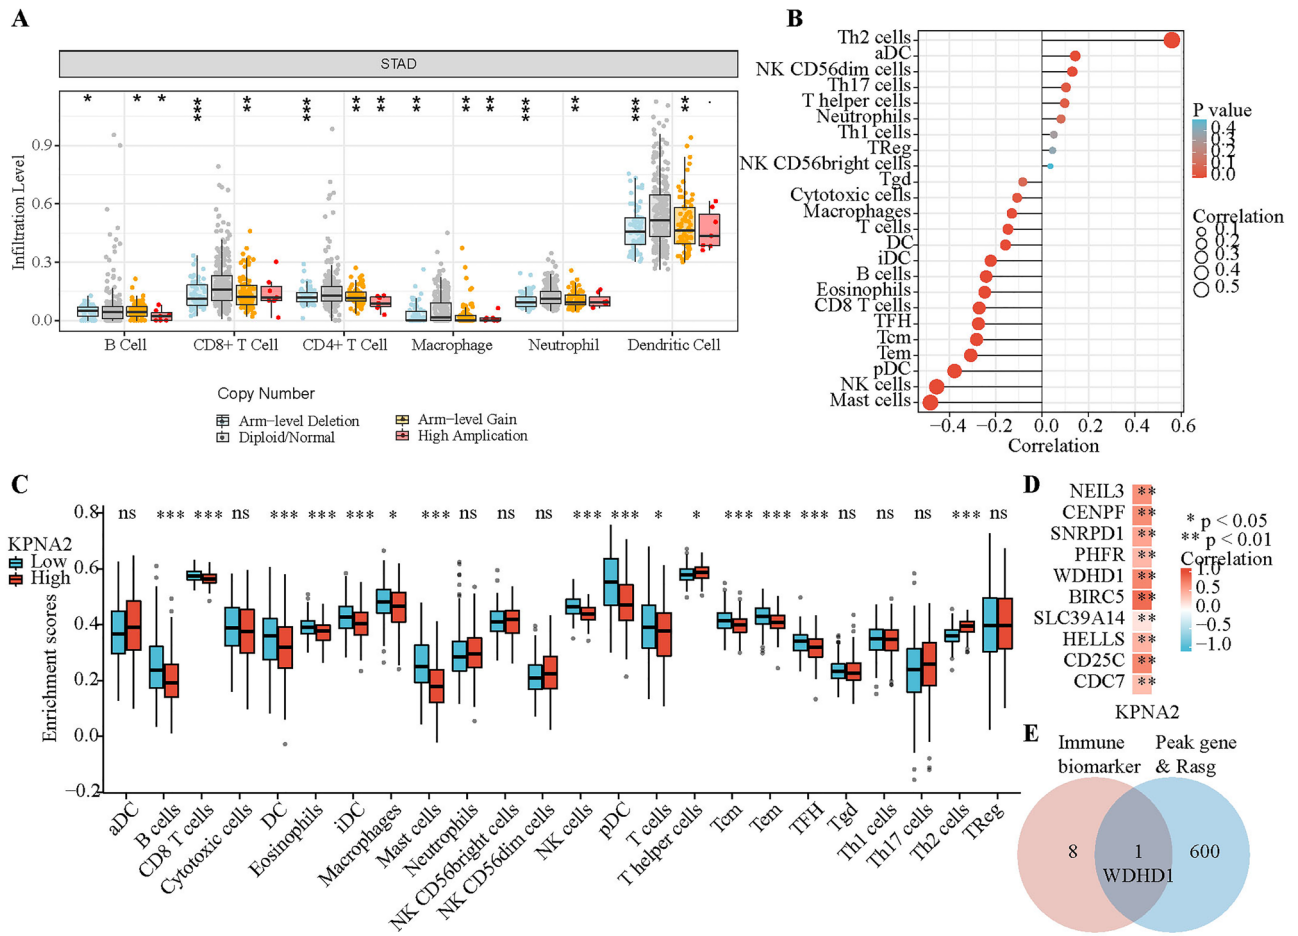 A
STAD
* * * *** ** *** ** ** ** ** ** *** ** *** ** .
Infiltration Level
0.9
0.6
0.3
0.0
B Cell CD8+ T Cell CD4+ T Cell Macrophage Neutrophil Dendritic Cell
Copy Number
Arm-level Deletion
Diploid/Normal
Arm-level Gain
High Amplication
B
Th2 cells
aDC
NK CD56dim cells
Th17 cells
T helper cells
Neutrophils
Th1 cells
TReg
NK CD56bright cells
Tgd
Cytotoxic cells
Macrophages
T cells
DC
iDC
B cells
Eosinophils
CD8 T cells
TFH
Tcm
Tem
pDC
NK cells
Mast cells
−0.4 −0.2 0.0 0.2 0.4 0.6
Correlation
P value
0.4
0.3
0.2
0.1
0.0
Correlation
0.1
0.2
0.3
0.4
0.5
C
KPNA2
Low
High
Enrichment scores
0.8
0.6
0.4
0.2
0.0
−0.2
ns *** *** ns *** *** *** * *** ns ns ns *** *** * * *** *** *** ns ns ns *** ns
aDC
B cells
CD8 T cells
Cytotoxic cells
DC
Eosinophils
iDC
Macrophages
Mast cells
Neutrophils
NK CD56bright cells
NK CD56dim cells
NK cells
pDC
T cells
T helper cells
Tcm
Tem
TFH
Tgd
Th1 cells
Th17 cells
Th2 cells
TReg
D
NEIL3 **
CENPF **
SNRPD1 **
PHFR **
WDHD1 **
BIRC5 **
SLC39A14 **
HELLS **
CD25C **
CDC7 **
KPNA2
* p < 0.05
** p < 0.01
Correlation
1.0
0.5
0.0
−0.5
−1.0
E
Immune
biomarker
Peak gene
& Rasg
8
1
WDHD1
600